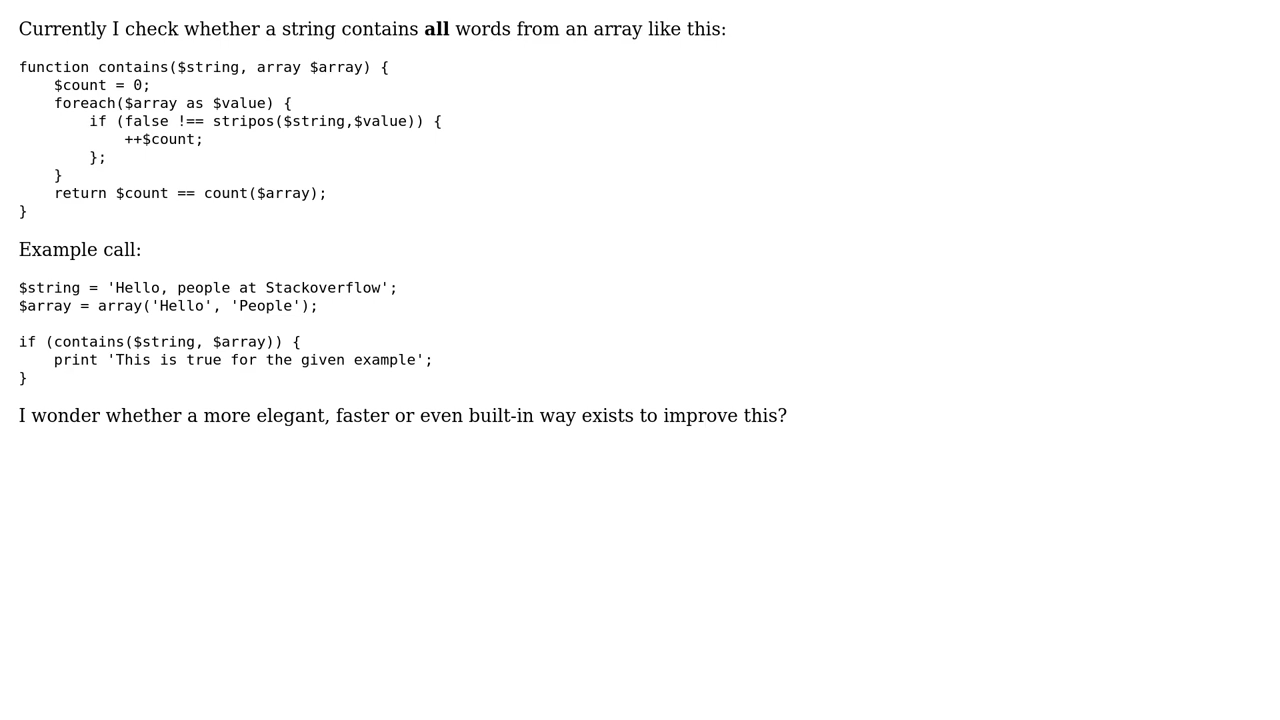 Currently I check whether a string contains all words from an array like this:
function contains($string, array $array) {
    $count = 0;
    foreach($array as $value) {
        if (false !== stripos($string,$value)) {
            ++$count;
        };
    }
    return $count == count($array);
}
Example call:
$string = 'Hello, people at Stackoverflow';
$array = array('Hello', 'People');
if (contains($string, $array)) {
    print 'This is true for the given example';
}
I wonder whether a more elegant, faster or even built-in way exists to improve this?